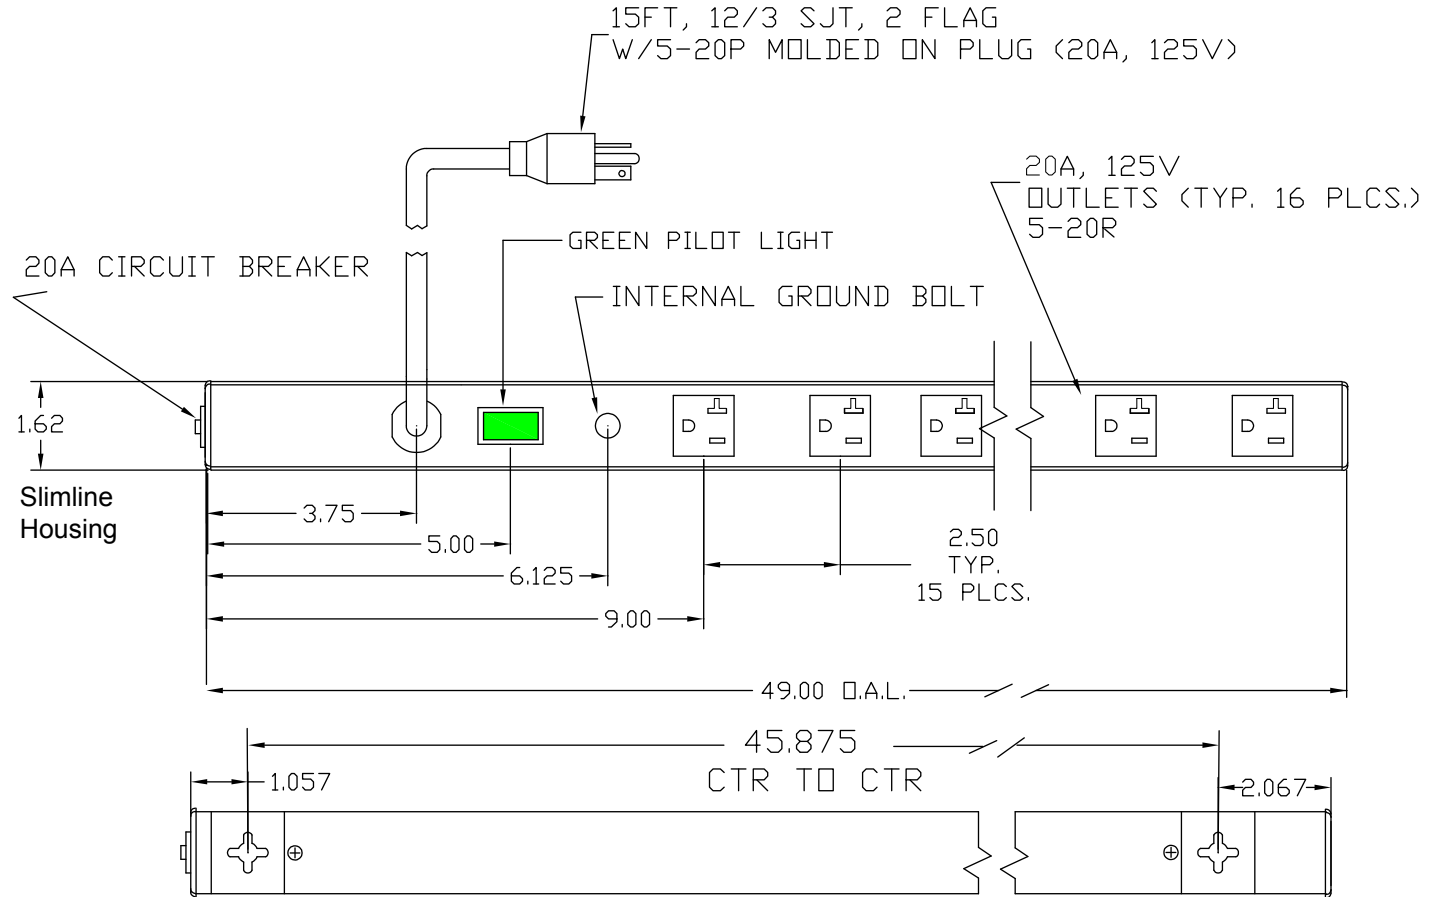 15FT, 12/3 SJT, 2 FLAG
W/5-20P MOLDED ON PLUG (20A, 125V)
20A, 125V
OUTLETS (TYP. 16 PLCS.)
5-20R
GREEN PILOT LIGHT
20A CIRCUIT BREAKER
INTERNAL GROUND BOLT
1.62
Slimline
Housing
3.75
5.00
6.125
9.00
2.50
TYP.
15 PLCS.
49.00 O.A.L.
45.875
CTR TO CTR
1.057
2.067